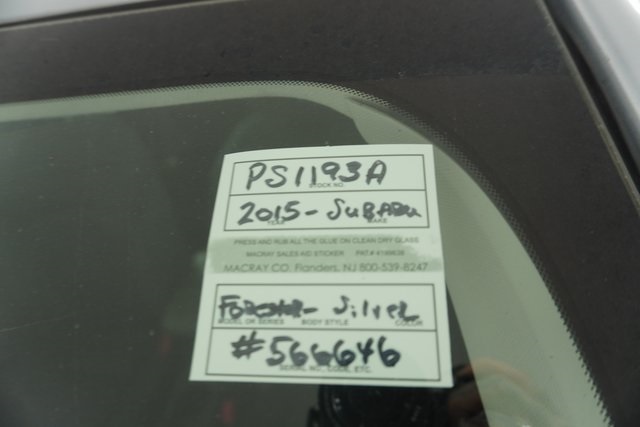 PS1193A
STOCK NO
2015 - SUBARU
YEAR MAKE
PRESS AND RUB ALL THE GLUE ON CLEAN DRY GLASS
MACRAY SALES AID STICKER PAT.# 4749639
MACRAY CO. Flanders, NJ 800-539-8247
Forester - Silver
MODEL OR SERIES BODY STYLE COLOR
#566646
SERIAL NO., CODE, ETC.